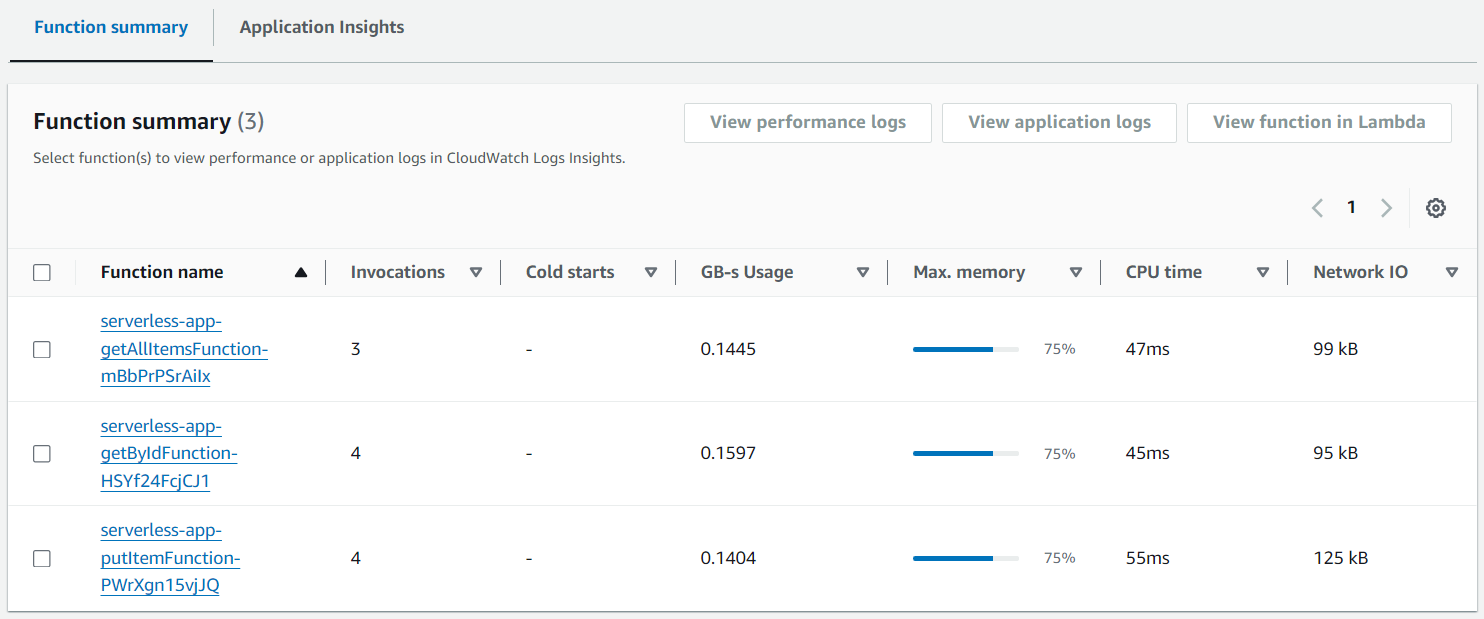 Function summary
Application Insights
Function summary (3)
View performance logs
View application logs
View function in Lambda
Select function(s) to view performance or application logs in CloudWatch Logs Insights.
1
Function name
Invocations
Cold starts
GB-s Usage
Max. memory
CPU time
Network IO
serverless-app-
getAllItemsFunction-
mBbPrPSrAiIx
3
-
0.1445
75%
47ms
99 kB
serverless-app-
getByIdFunction-
HSYf24FcjCJ1
4
-
0.1597
75%
45ms
95 kB
serverless-app-
putItemFunction-
PWrXgn15vjJQ
4
-
0.1404
75%
55ms
125 kB